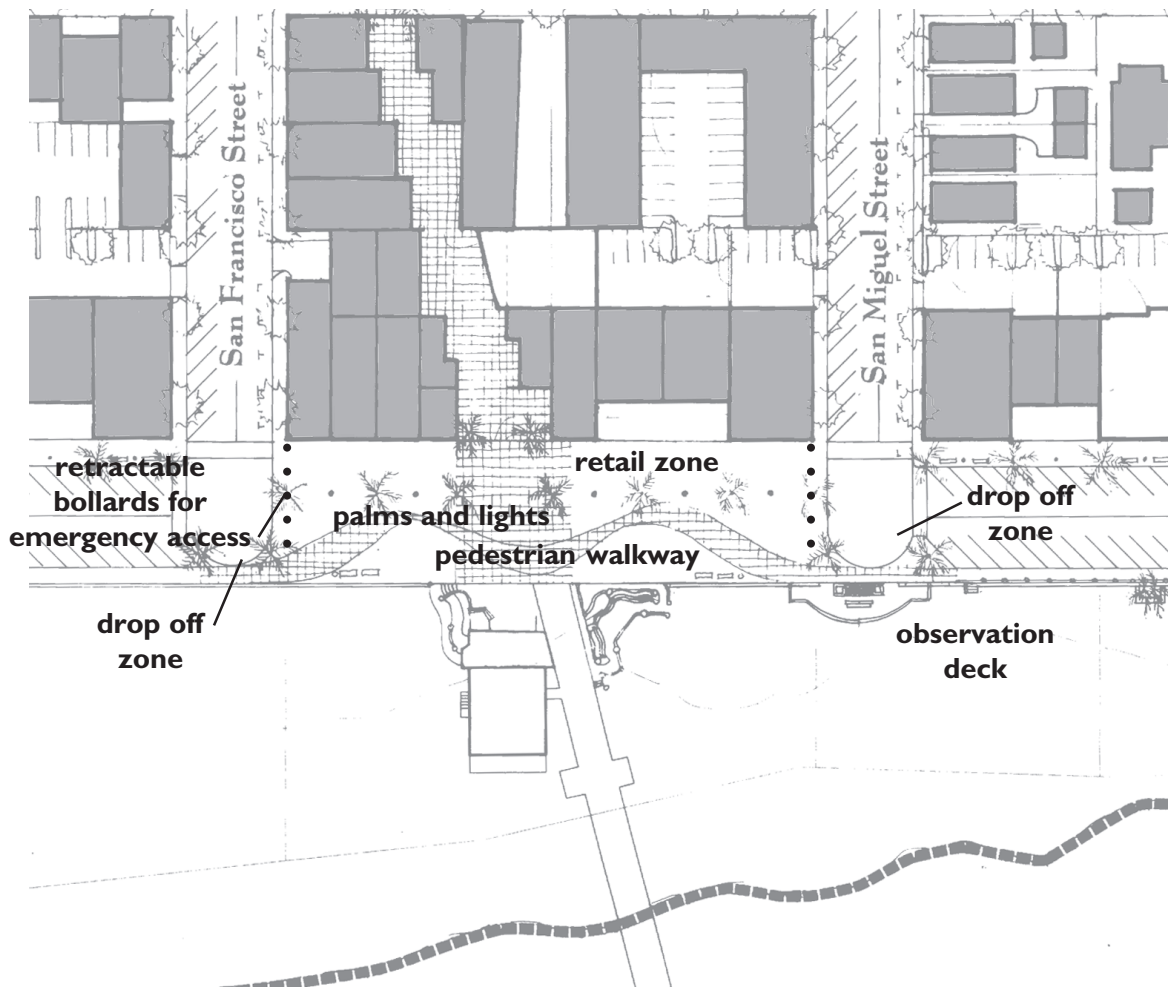 San Francisco Street
San Miguel Street
retractable
bollards for
emergency access
retail zone
palms and lights
pedestrian walkway
drop off
zone
drop off
zone
observation
deck